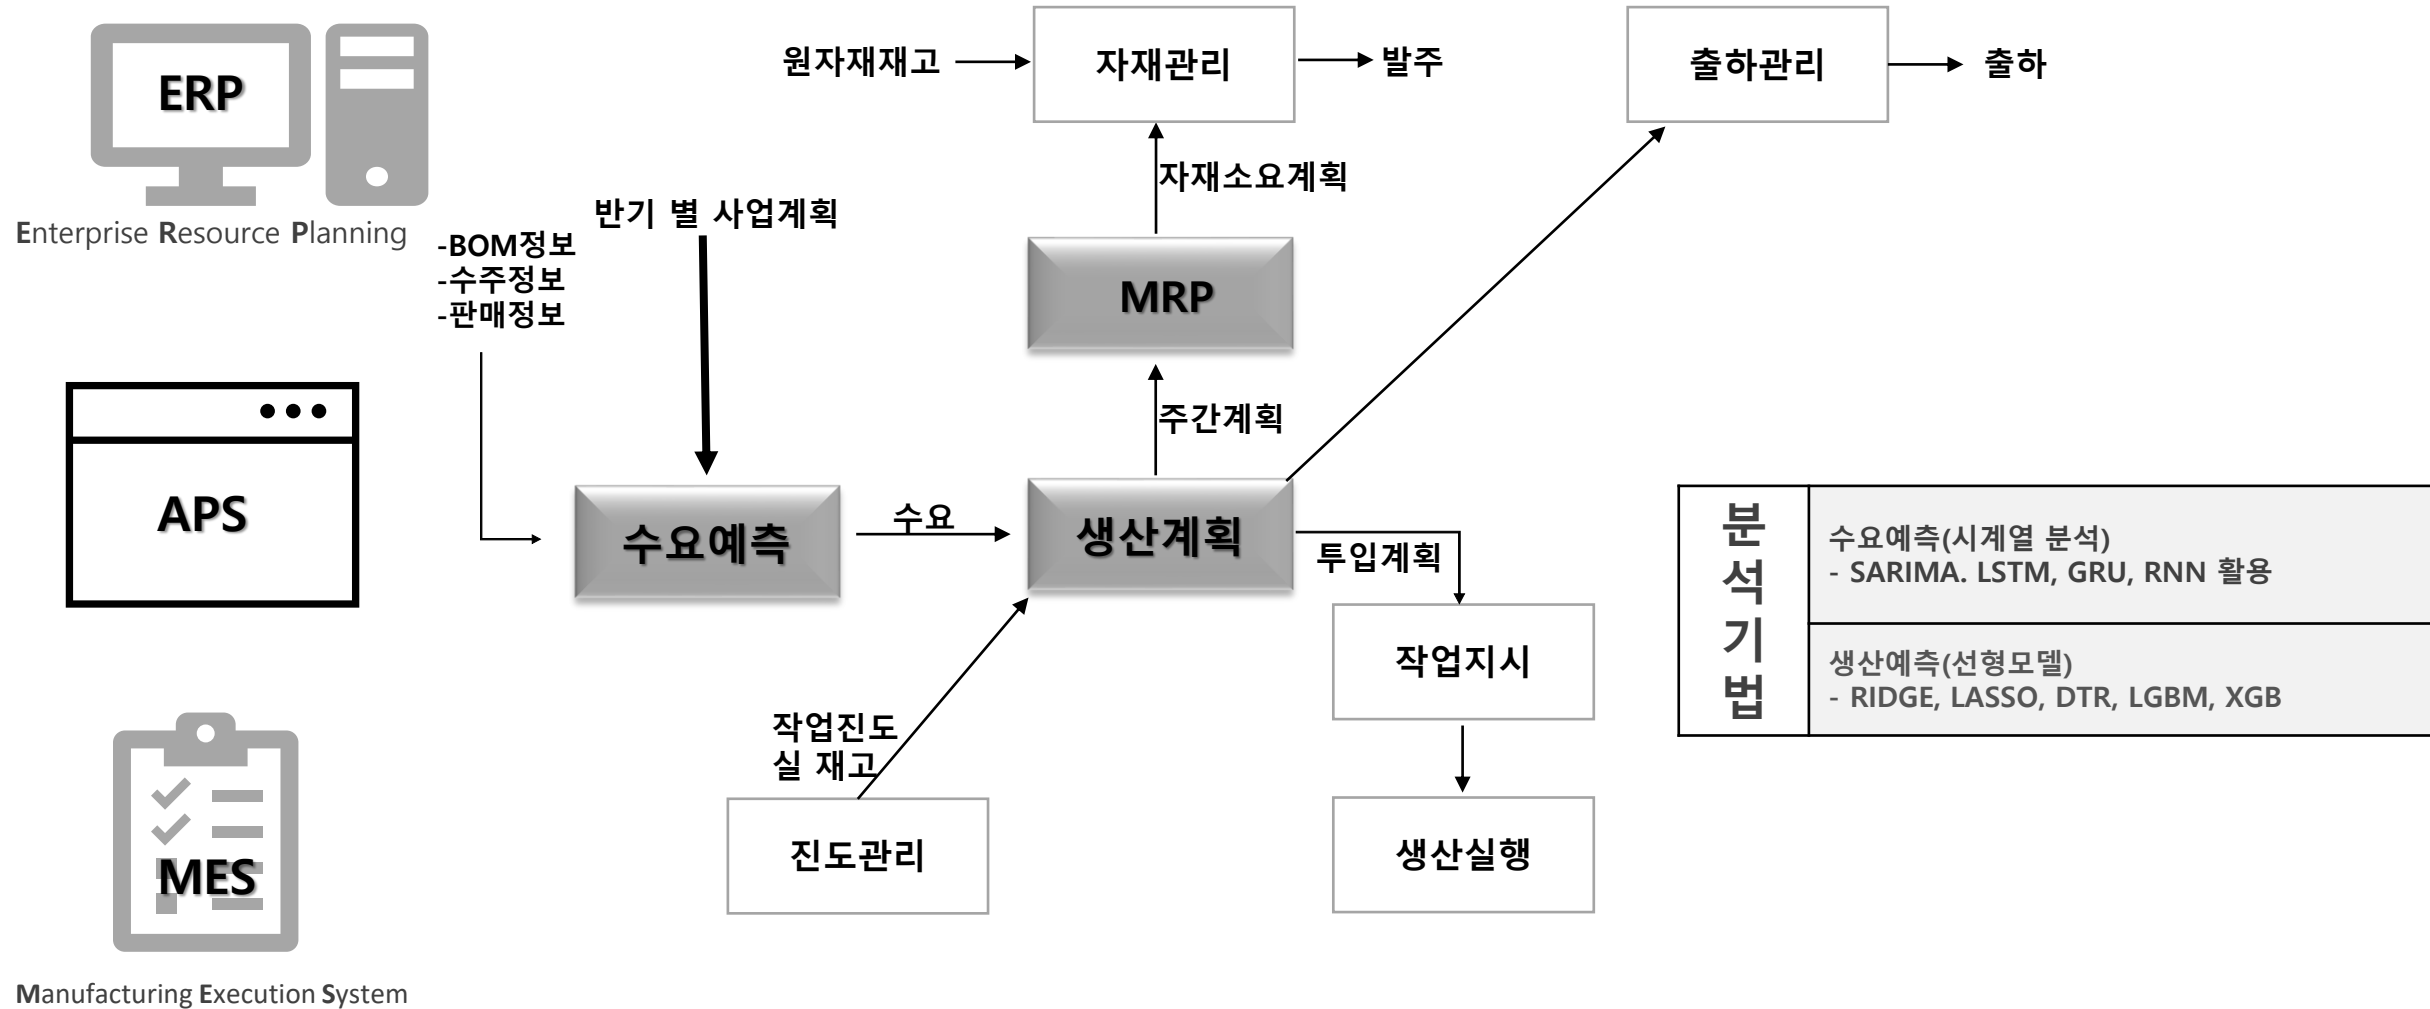 ERP
Enterprise Resource Planning
-BOM정보
-수주정보
-판매정보
반기 별 사업계획
원자재재고
자재관리
발주
출하관리
출하
자재소요계획
MRP
주간계획
APS
수요예측
수요
생산계획
투입계획
작업지시
생산실행
작업진도
실 재고
진도관리
MES
Manufacturing Execution System
분
석
기
법
수요예측(시계열 분석)
- SARIMA. LSTM, GRU, RNN 활용
생산예측(선형모델)
- RIDGE, LASSO, DTR, LGBM, XGB